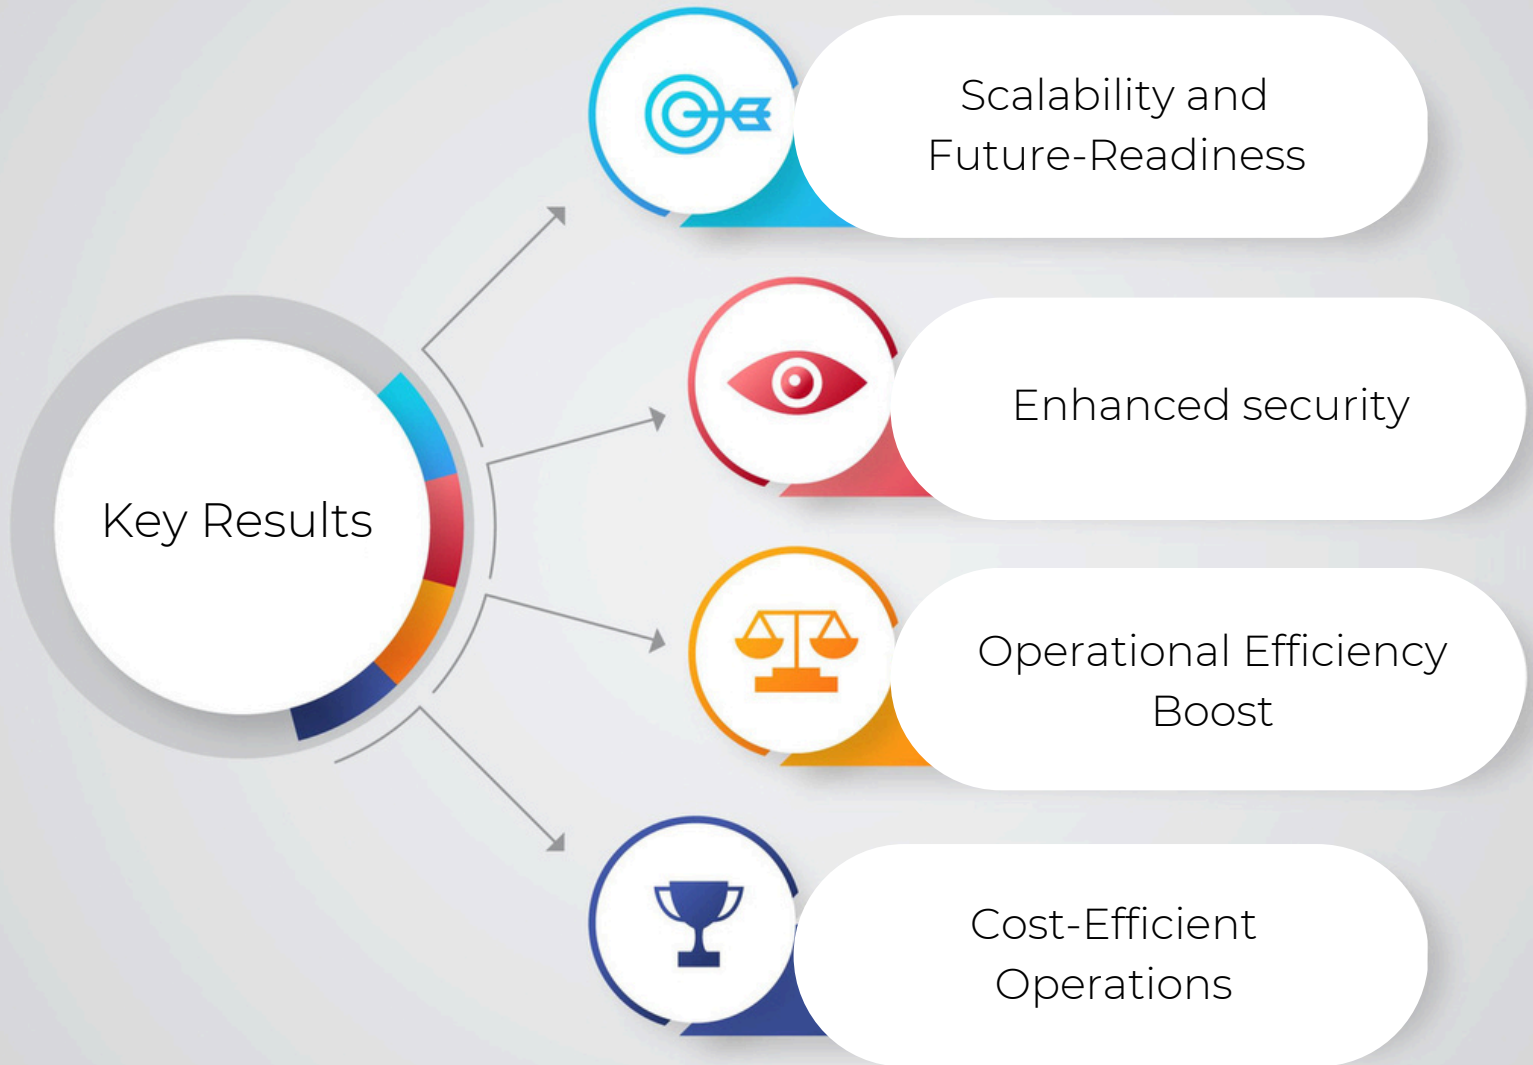 Key Results
Scalability and
Future-Readiness
Enhanced security
Operational Efficiency
Boost
Cost-Efficient
Operations